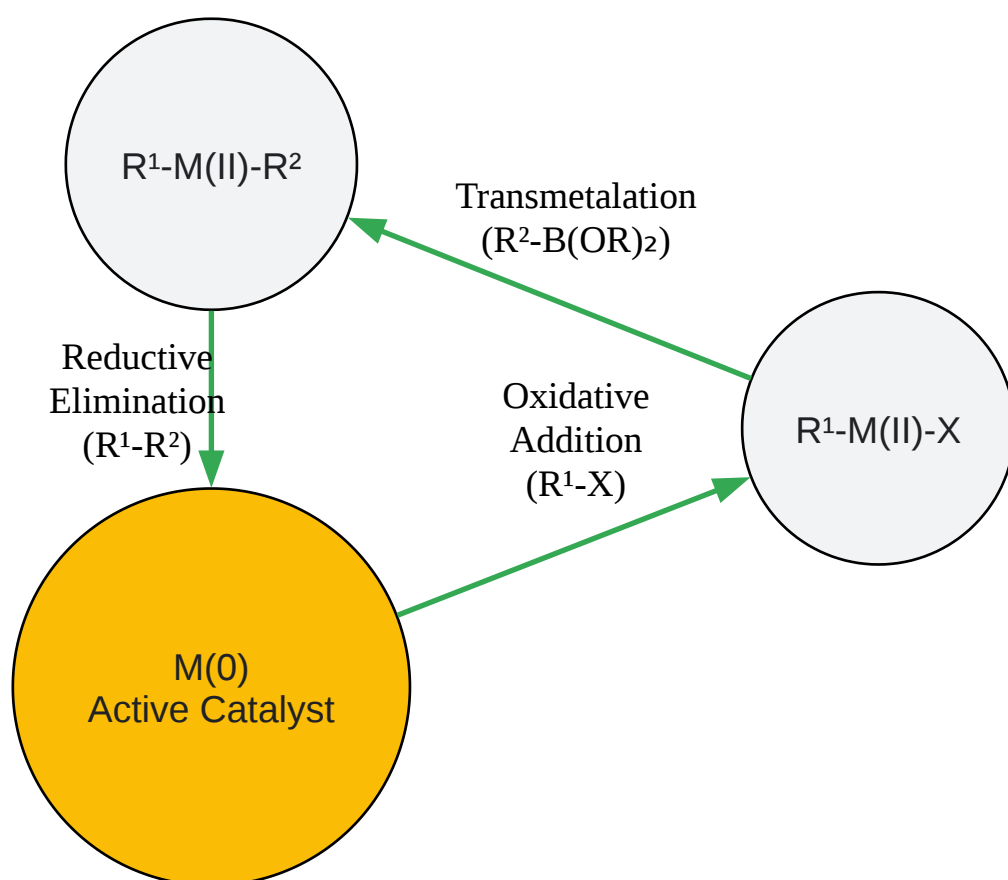 R¹-M(II)-R²
Transmetalation
(R²-B(OR)₂)
Reductive
Elimination
(R¹-R²)
Oxidative
Addition
(R¹-X)
R¹-M(II)-X
M(0)
Active Catalyst